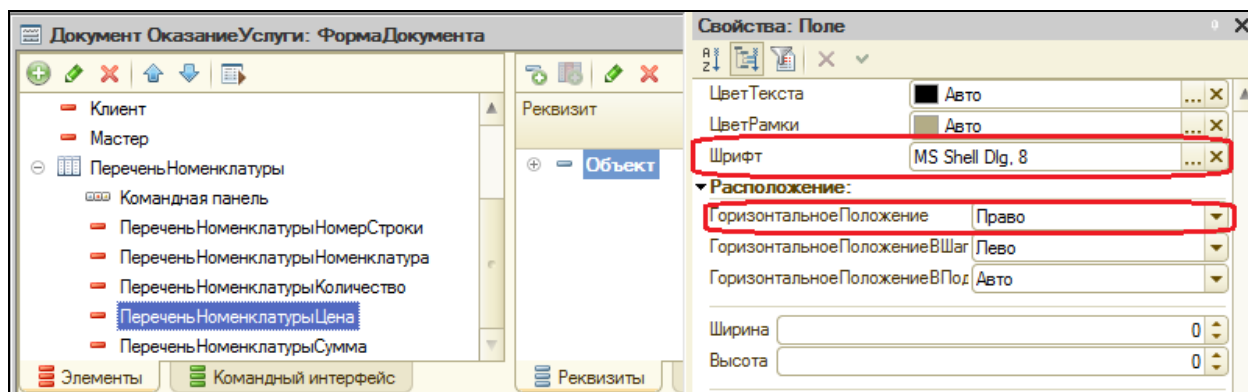 Документ ОказаниеУслуги: ФормаДокумента
Клиент
Мастер
ПереченьНоменклатуры
Командная панель
ПереченьНоменклатурыНомерСтроки
ПереченьНоменклатурыНоменклатура
ПереченьНоменклатурыКоличество
ПереченьНоменклатурыЦена
ПереченьНоменклатурыСумма
Элементы
Командный интерфейс
Реквизит
Объект
Реквизиты
Свойства: Поле
ЦветТекста Авто ...
ЦветРамки Авто ...
Шрифт MS Shell Dlg, 8 ...
Расположение:
ГоризонтальноеПоложение Право
ГоризонтальноеПоложениеВШаг Лево
ГоризонтальноеПоложениеВПод Авто
Ширина 0
Высота 0